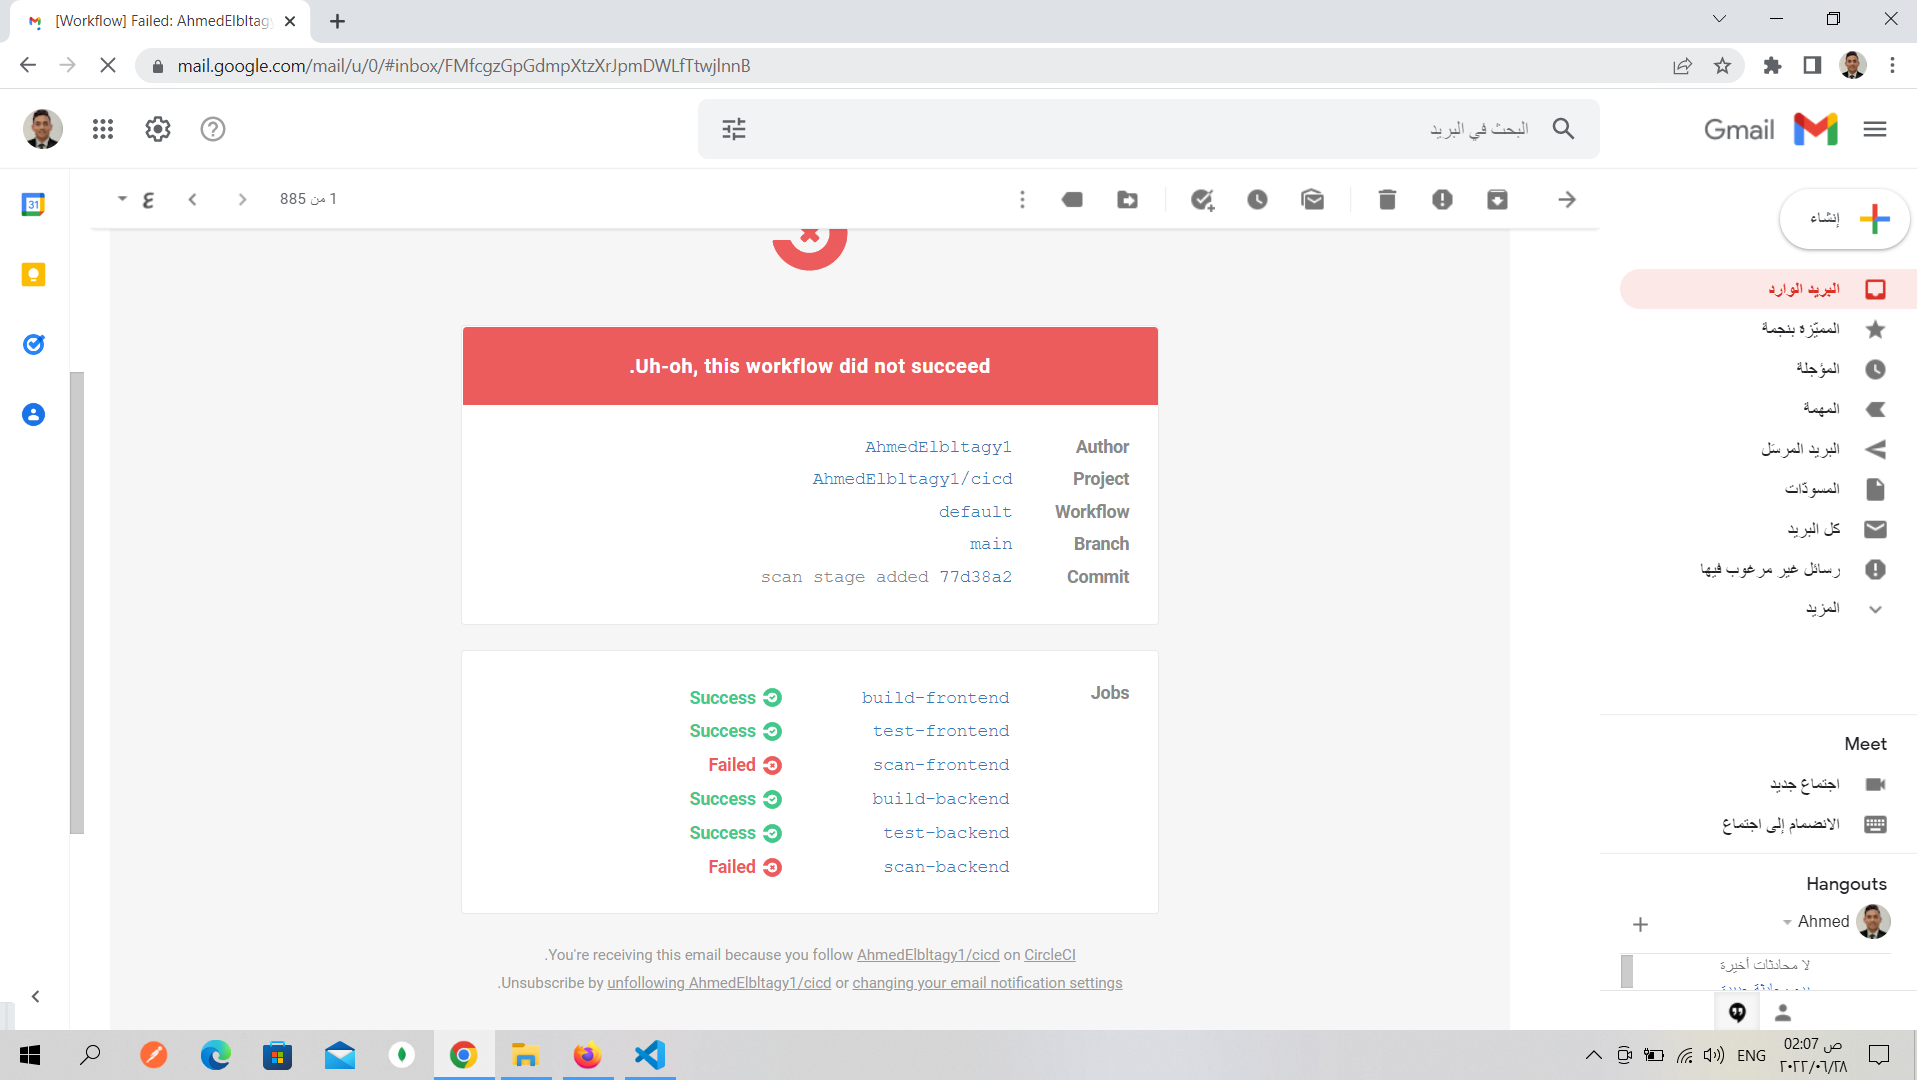 [Workflow] Failed: AhmedElbltagy
mail.google.com/mail/u/0/#inbox/FMfcgzGpGdmpXtzXrJpmDWLfTtwjlnnB
البحث في البريد
Gmail
31
ع
1 من 885
إنشاء
البريد الوارد
المميّزة بنجمة
المؤجلة
المهمة
البريد المرسَل
المسودّات
كل البريد
رسائل غير مرغوب فيها
المزيد
.Uh-oh, this workflow did not succeed
AhmedElbltagy1 Author
AhmedElbltagy1/cicd Project
default Workflow
main Branch
scan stage added 77d38a2 Commit
Jobs
Success build-frontend
Success test-frontend
Failed scan-frontend
Success build-backend
Success test-backend
Failed scan-backend
.You're receiving this email because you follow AhmedElbltagy1/cicd on CircleCI
.Unsubscribe by unfollowing AhmedElbltagy1/cicd or changing your email notification settings
Meet
اجتماع جديد
الانضمام إلى اجتماع
Hangouts
Ahmed
لا محادثات أخيرة
ENG
02:07 ص
٢٠٢٢/٠٦/٢٨